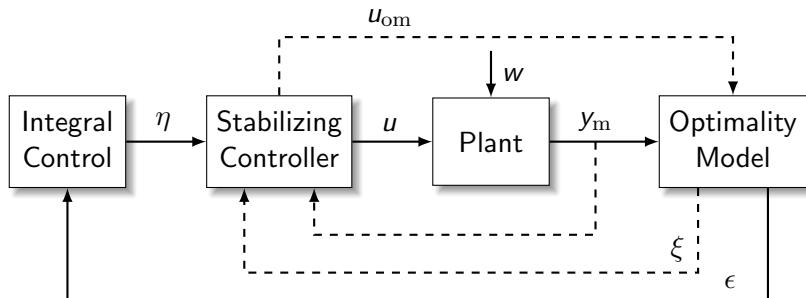 u_om
w
Integral
Control
η
Stabilizing
Controller
u
Plant
y_m
Optimality
Model
ξ
ϵ